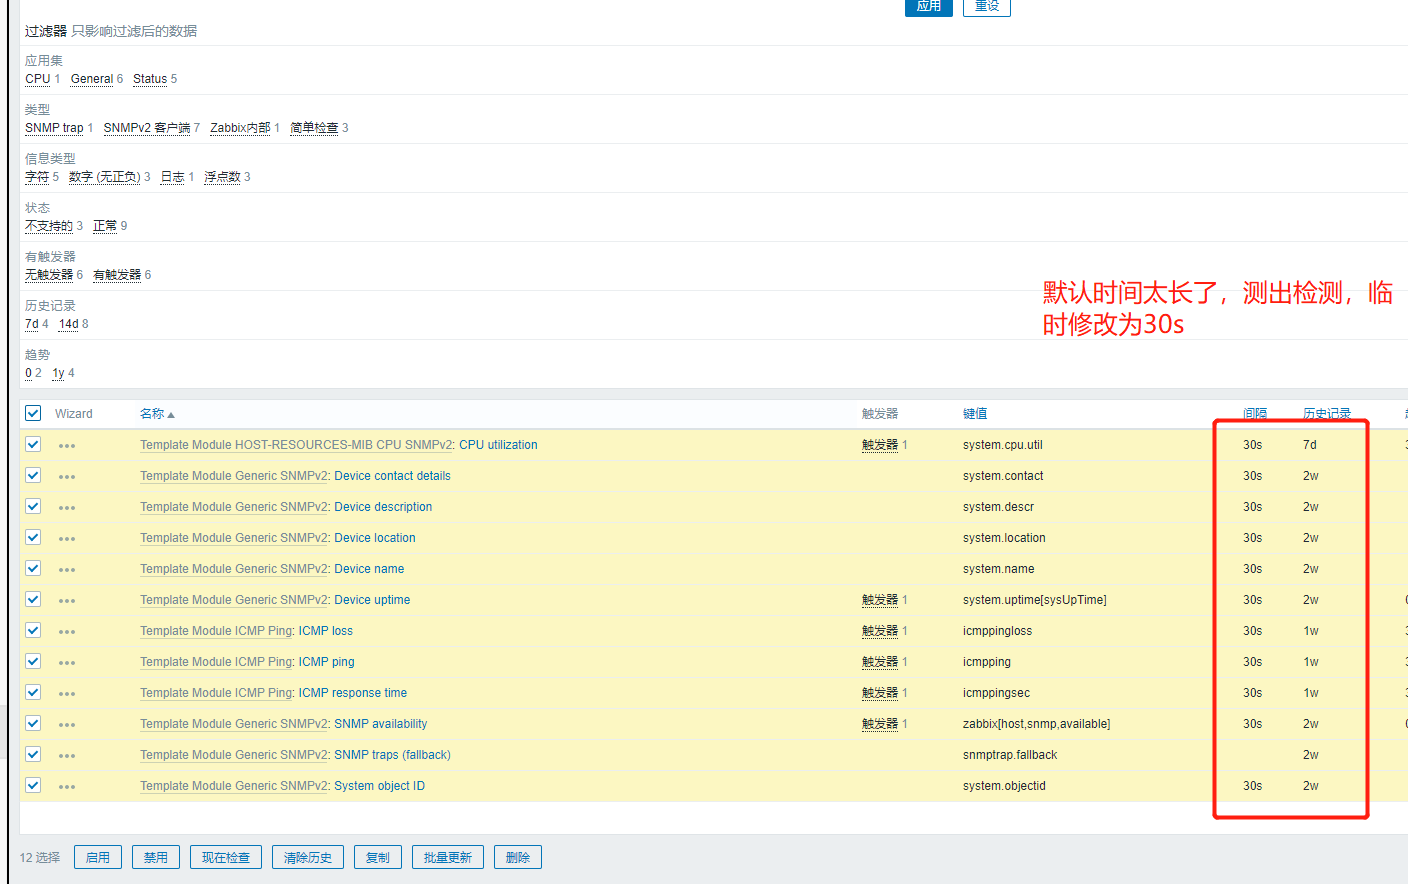 应用 重设
过滤器 只影响过滤后的数据
应用集
CPU 1 General 6 Status 5
类型
SNMP trap 1 SNMPv2 客户端 7 Zabbix内部 1 简单检查 3
信息类型
字符 5 数字 (无正负) 3 日志 1 浮点数 3
状态
不支持的 3 正常 9
有触发器
无触发器 6 有触发器 6
历史记录
7d 4 14d 8
趋势
0 2 1y 4
默认时间太长了，测出检测，临
时修改为30s
Wizard 名称 触发器 键值 间隔 历史记录
Template Module HOST-RESOURCES-MIB CPU SNMPv2: CPU utilization 触发器 1 system.cpu.util 30s 7d
Template Module Generic SNMPv2: Device contact details system.contact 30s 2w
Template Module Generic SNMPv2: Device description system.descr 30s 2w
Template Module Generic SNMPv2: Device location system.location 30s 2w
Template Module Generic SNMPv2: Device name system.name 30s 2w
Template Module Generic SNMPv2: Device uptime 触发器 1 system.uptime[sysUpTime] 30s 2w
Template Module ICMP Ping: ICMP loss 触发器 1 icmppingloss 30s 1w
Template Module ICMP Ping: ICMP ping 触发器 1 icmpping 30s 1w
Template Module ICMP Ping: ICMP response time 触发器 1 icmppingsec 30s 1w
Template Module Generic SNMPv2: SNMP availability 触发器 1 zabbix[host,snmp,available] 30s 2w
Template Module Generic SNMPv2: SNMP traps (fallback) snmptrap.fallback 2w
Template Module Generic SNMPv2: System object ID system.objectid 30s 2w
12 选择 启用 禁用 现在检查 清除历史 复制 批量更新 删除